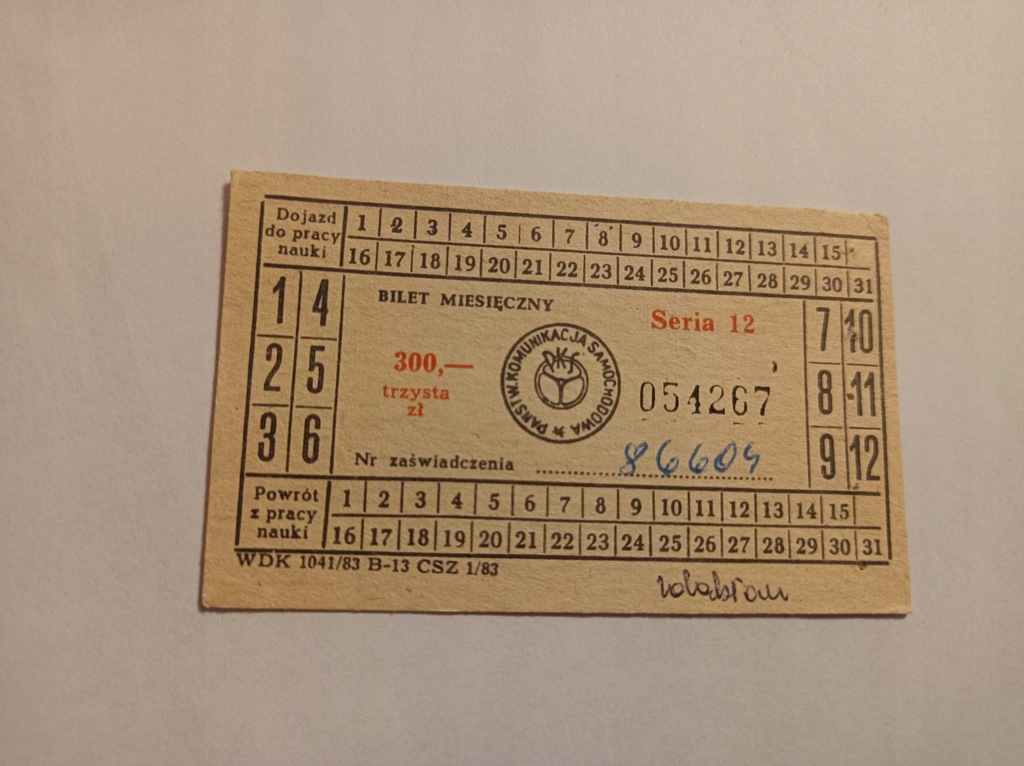 Dojazd do pracy nauki
1 2 3 4 5 6 7 8 9 10 11 12 13 14 15
16 17 18 19 20 21 22 23 24 25 26 27 28 29 30 31
1 4
2 5
3 6
BILET MIESIĘCZNY
Seria 12
300,—
trzysta
zł
PAŃSTW. KOMUNIKACJA SAMOCHODOWA
PKS
054267
Nr zaświadczenia 86609
7 10
8 11
9 12
Powrót z pracy nauki
1 2 3 4 5 6 7 8 9 10 11 12 13 14 15
16 17 18 19 20 21 22 23 24 25 26 27 28 29 30 31
WDK 1041/83 B-13 CSZ 1/83